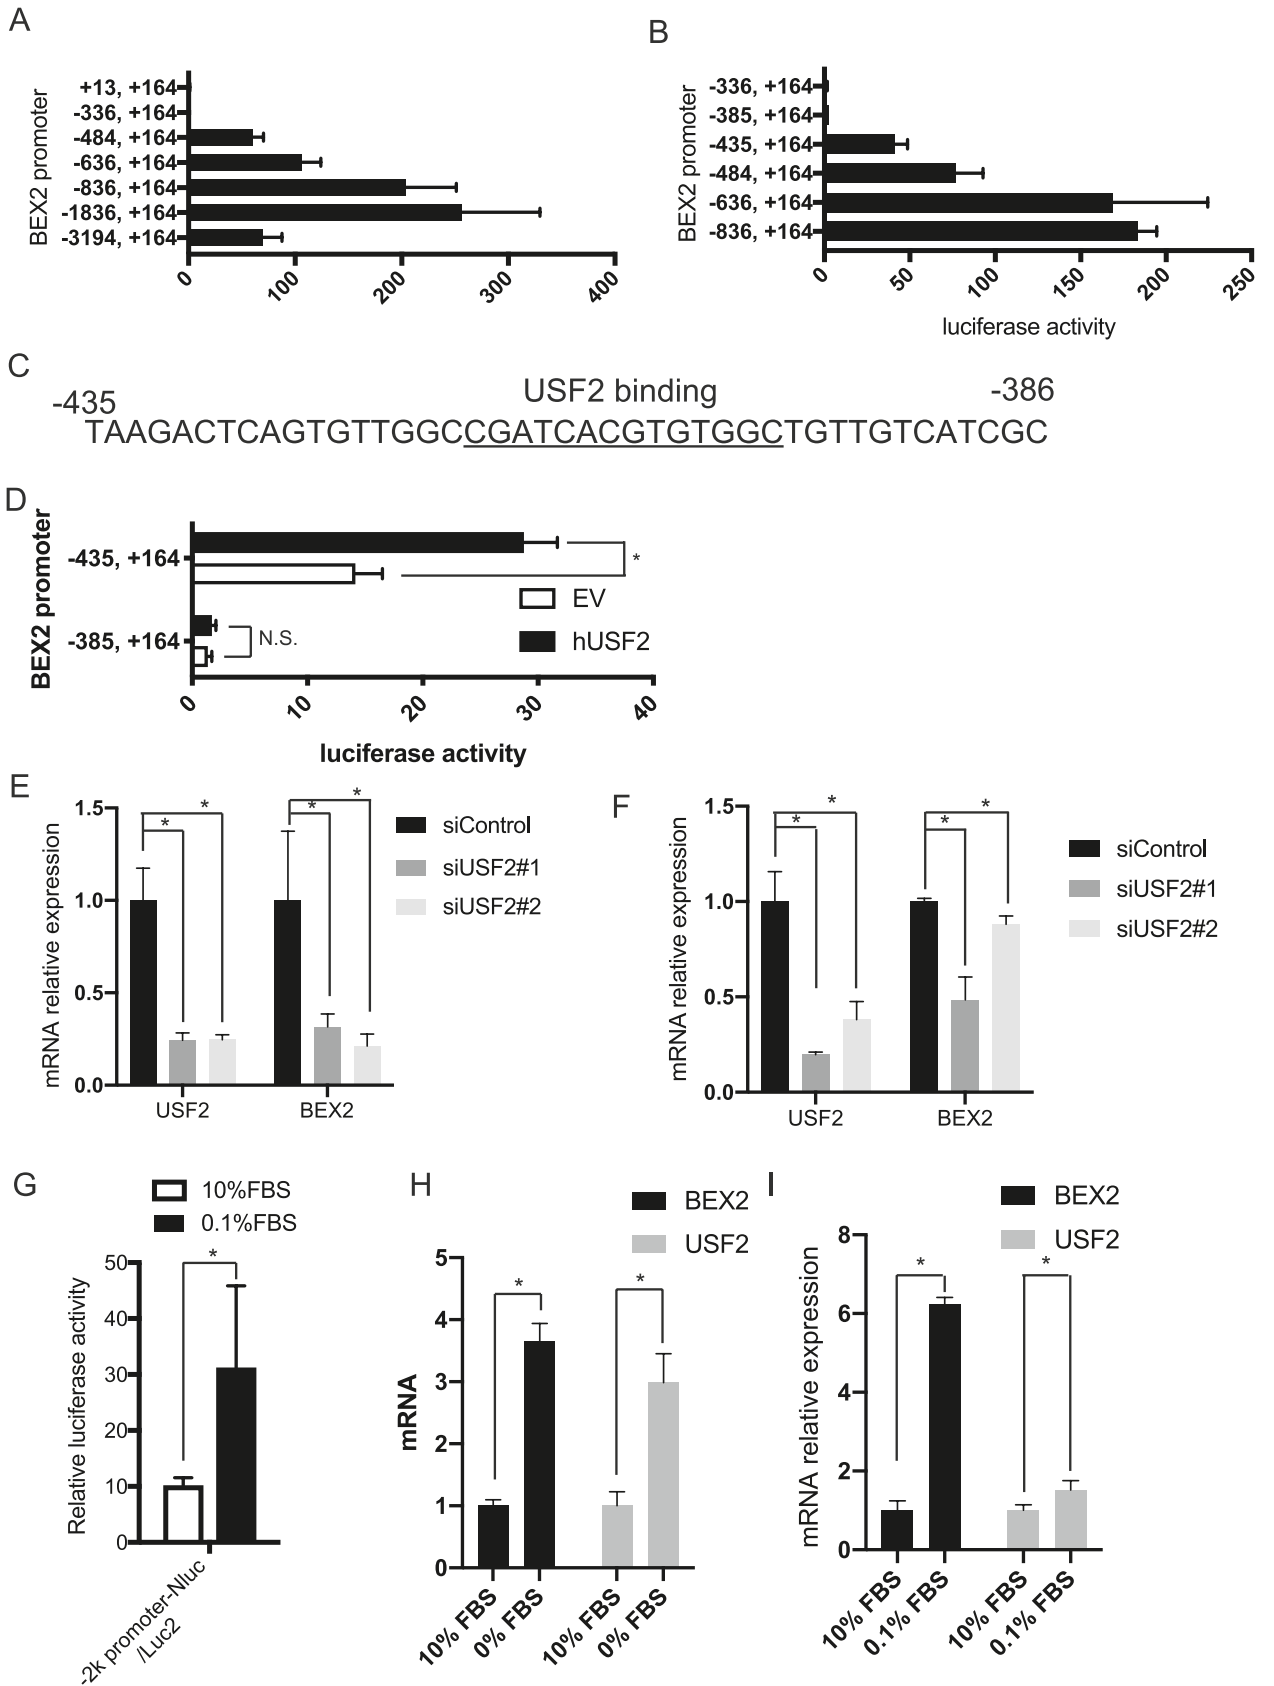 A
BEX2 promoter
+13, +164
-336, +164
-484, +164
-636, +164
-836, +164
-1836, +164
-3194, +164
0 100 200 300 400
B
BEX2 promoter
-336, +164
-385, +164
-435, +164
-484, +164
-636, +164
-836, +164
0 50 100 150 200 250
luciferase activity
C
-435 USF2 binding -386
TAAGACTCAGTGTTGGCCGATCACGTGTGGCTGTTGTCATCGC
D
BEX2 promoter
-435, +164
*
EV
hUSF2
-385, +164
N.S.
0 10 20 30 40
luciferase activity
E
mRNA relative expression
1.5
1.0
0.5
0.0
* * * *
siControl
siUSF2#1
siUSF2#2
USF2 BEX2
F
mRNA relative expression
1.5
1.0
0.5
0.0
* * * *
siControl
siUSF2#1
siUSF2#2
USF2 BEX2
G
10%FBS
0.1%FBS
Relative luciferase activity
50
40
30
20
10
0
*
-2k promoter-Nluc
/Luc2
H
BEX2
USF2
mRNA
5
4
3
2
1
0
* *
10% FBS 0% FBS 10% FBS 0% FBS
I
BEX2
USF2
mRNA relative expression
8
6
4
2
0
* *
10% FBS 0.1% FBS 10% FBS 0.1% FBS